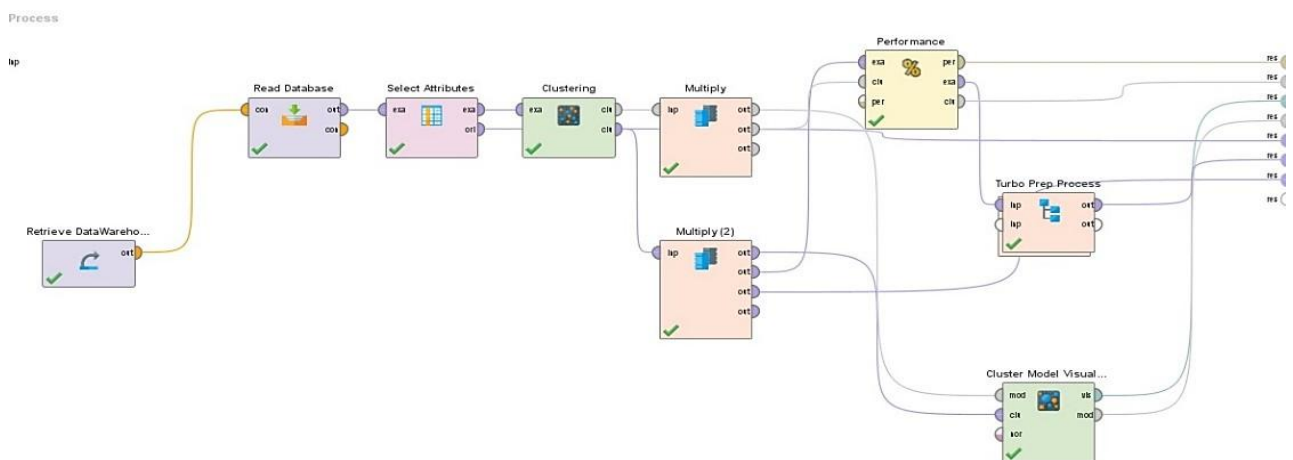 Process
inp
Retrieve DataWareho...
out
Read Database
con
out
con
Select Attributes
exa
exa
ori
Clustering
exa
clu
clu
Multiply
inp
out
out
out
Multiply (2)
inp
out
out
out
out
Performance
exa
clu
per
per
exa
clu
Turbo Prep Process
inp
inp
out
out
Cluster Model Visual...
mod
clu
nor
vis
mod
res
res
res
res
res
res
res
res